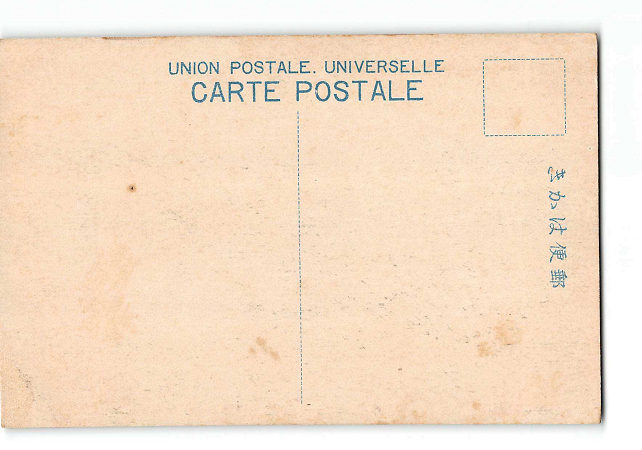 UNION POSTALE. UNIVERSELLE
CARTE POSTALE
郵便はかき